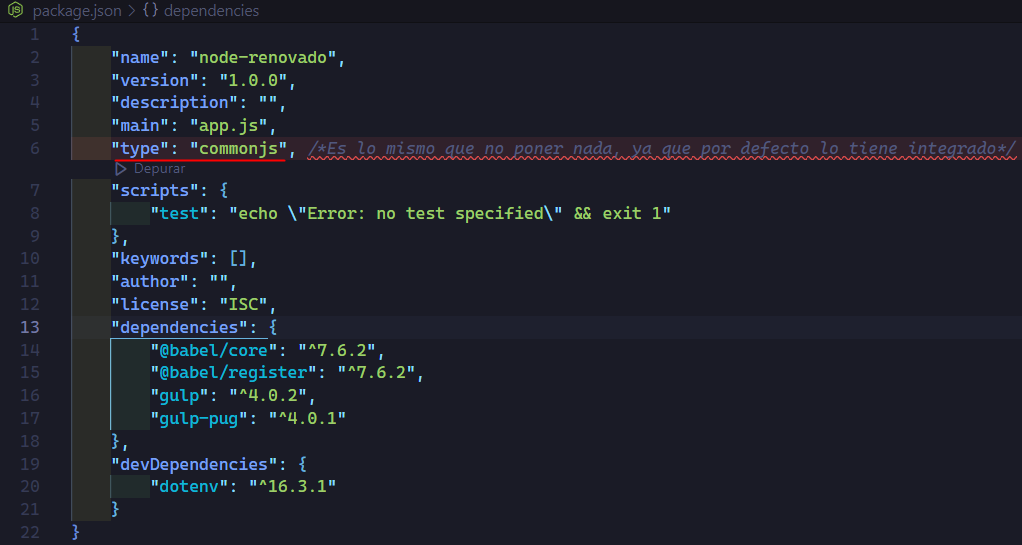 JS package.json > {} dependencies
1 {
2 "name": "node-renovado",
3 "version": "1.0.0",
4 "description": "",
5 "main": "app.js",
6 "type": "commonjs", /*Es lo mismo que no poner nada, ya que por defecto lo tiene integrado*/
Depurar
7 "scripts": {
8 "test": "echo \"Error: no test specified\" && exit 1"
9 },
10 "keywords": [],
11 "author": "",
12 "license": "ISC",
13 "dependencies": {
14 "@babel/core": "^7.6.2",
15 "@babel/register": "^7.6.2",
16 "gulp": "^4.0.2",
17 "gulp-pug": "^4.0.1"
18 },
19 "devDependencies": {
20 "dotenv": "^16.3.1"
21 }
22 }